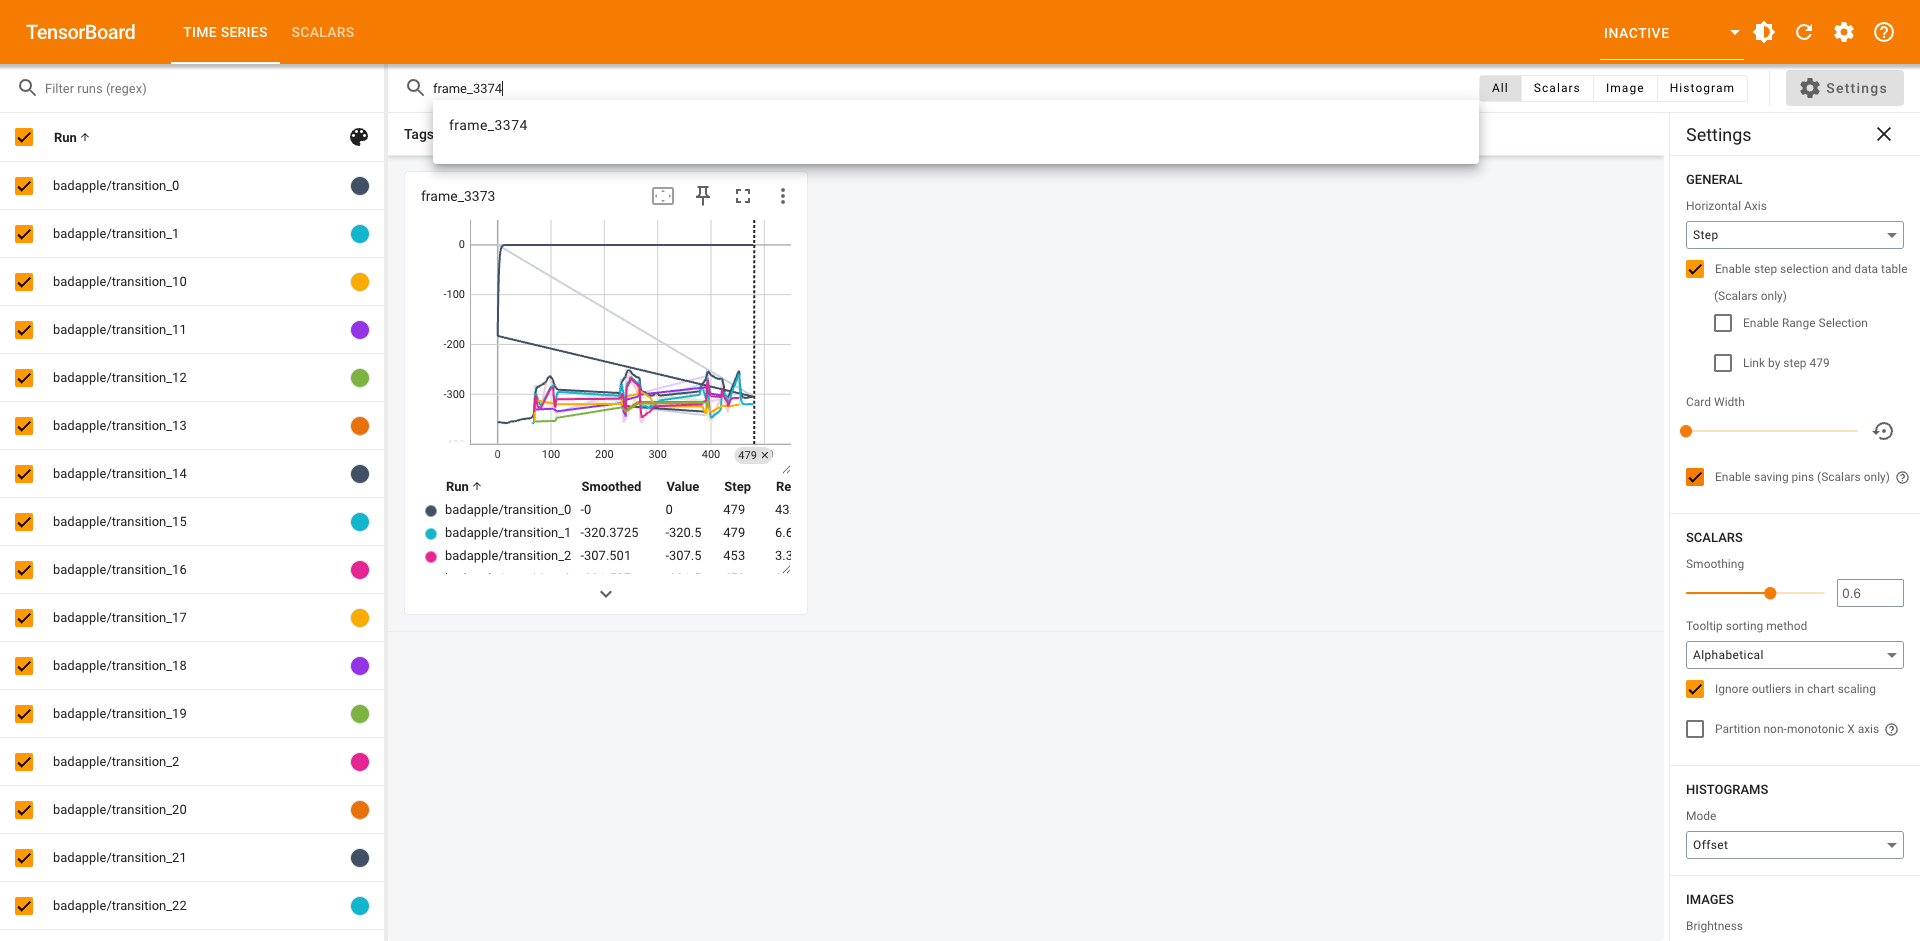 TensorBoard
TIME SERIES
SCALARS
INACTIVE
Filter runs (regex)
frame_3374
All
Scalars
Image
Histogram
Settings
frame_3374
Run
Tags
Settings
badapple/transition_0
badapple/transition_1
badapple/transition_10
badapple/transition_11
badapple/transition_12
badapple/transition_13
badapple/transition_14
badapple/transition_15
badapple/transition_16
badapple/transition_17
badapple/transition_18
badapple/transition_19
badapple/transition_2
badapple/transition_20
badapple/transition_21
badapple/transition_22
frame_3373
0
-100
-200
-300
0
100
200
300
400
479
Run Smoothed Value Step Re
badapple/transition_0 -0 0 479 43.
badapple/transition_1 -320.3725 -320.5 479 6.6
badapple/transition_2 -307.501 -307.5 453 3.3
GENERAL
Horizontal Axis
Step
Enable step selection and data table
(Scalars only)
Enable Range Selection
Link by step 479
Card Width
Enable saving pins (Scalars only)
SCALARS
Smoothing
0.6
Tooltip sorting method
Alphabetical
Ignore outliers in chart scaling
Partition non-monotonic X axis
HISTOGRAMS
Mode
Offset
IMAGES
Brightness